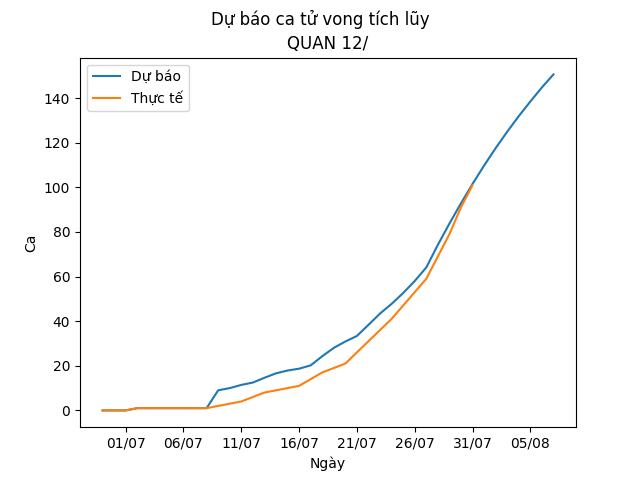 Dự báo ca tử vong tích lũy
QUAN 12/
Dự báo
Thực tế
140
120
100
80
60
40
20
0
Ca
01/07 06/07 11/07 16/07 21/07 26/07 31/07 05/08
Ngày